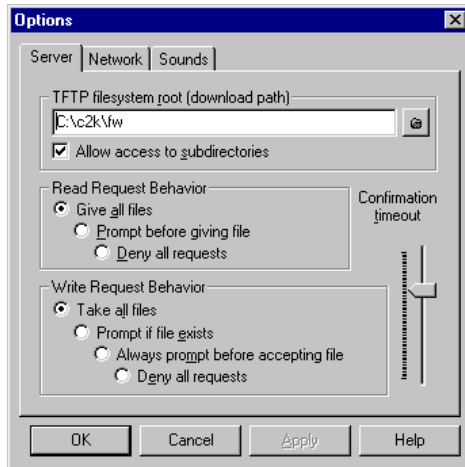 Options
Server Network Sounds
TFTP filesystem root (download path)
C:\c2k\fw
Allow access to subdirectories
Read Request Behavior
Give all files
Prompt before giving file
Deny all requests
Confirmation
timeout
Write Request Behavior
Take all files
Prompt if file exists
Always prompt before accepting file
Deny all requests
OK Cancel Apply Help